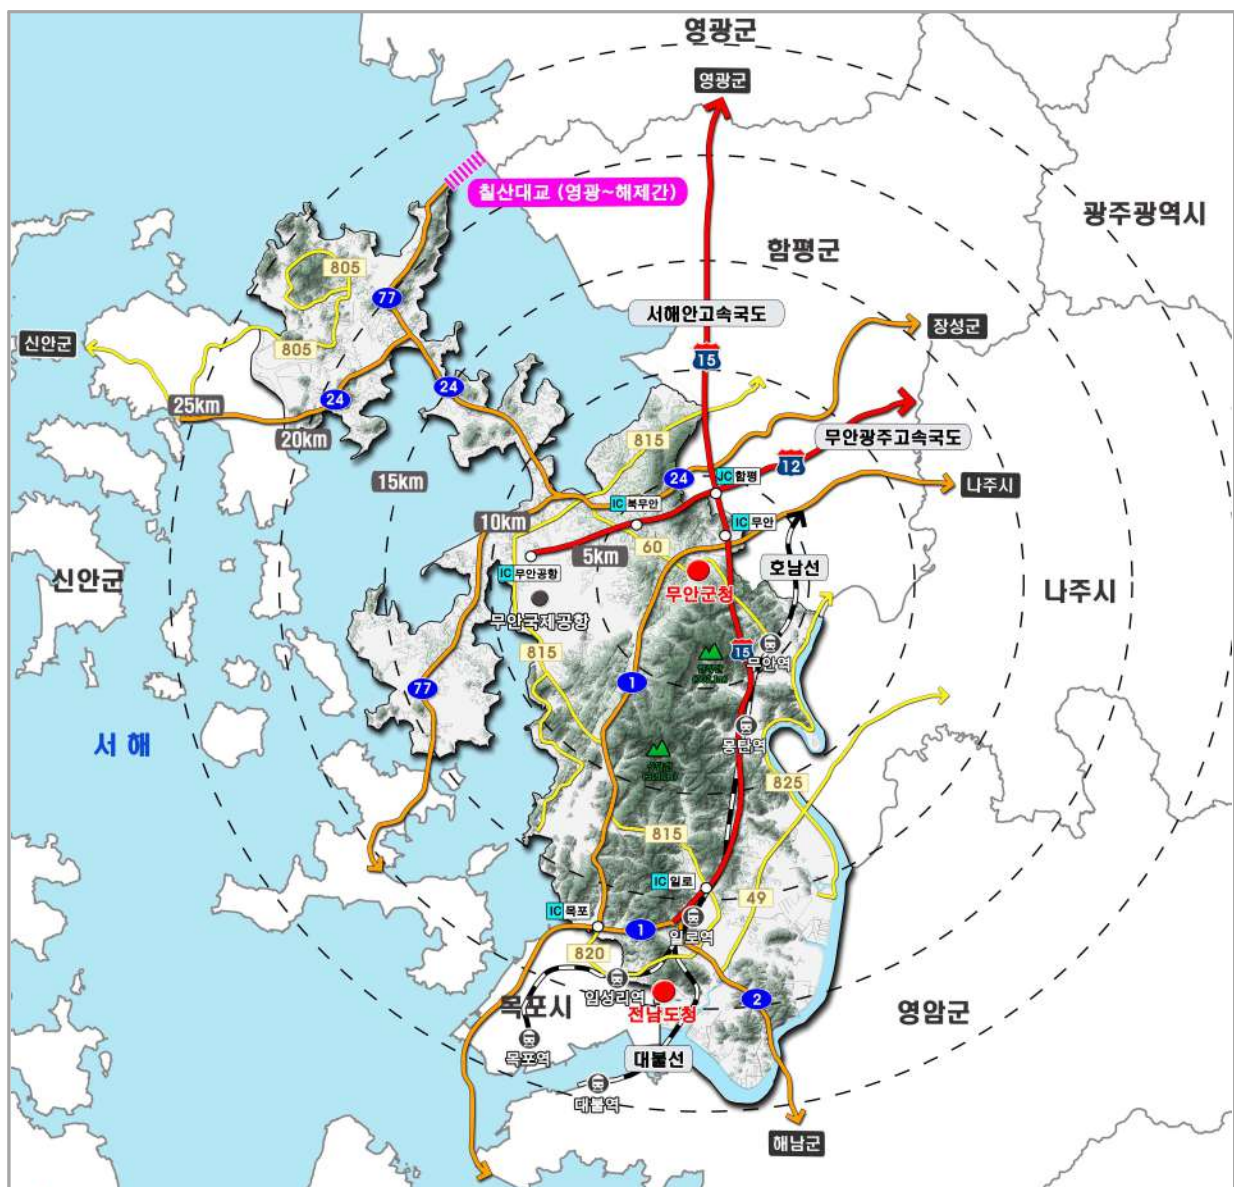 영광군
영광군
칠산대교 (영광~해제간)
광주광역시
함평군
805
77
서해안고속국도
장성군
신안군
805
15
24
24
25km
20km
815
무안광주고속국도
12
15km
24
JC 함평
나주시
10km
IC 북무안
IC 무안
60
5km
호남선
IC 무안공항
신안군
무안군청
나주시
무안국제공항
815
15
무안역
1
77
서해
몽탄역
825
815
IC 일로
49
IC 목포
1
일로역
820
임성리역
목포시
전남도청
2
영암군
목포역
대불선
대불역
해남군